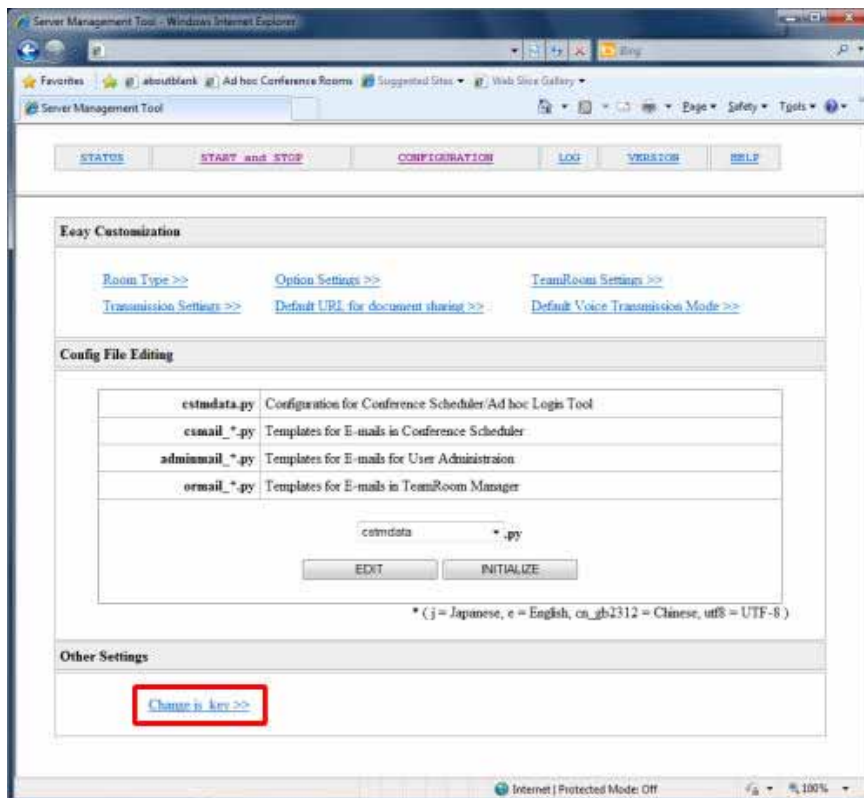 Server Management Tool - Windows Internet Explorer
Bing
Favorites about:blank Ad hoc Conference Rooms Suggested Sites Web Slice Gallery
Server Management Tool Page Safety Tools
STATUS START and STOP CONFIGURATION LOG VERSION HELP
Eeay Customization
Room Type >> Option Settings >> TeamRoom Settings >>
Transmission Settings >> Default URL for document sharing >> Default Voice Transmission Mode >>
Config File Editing
cstmdata.py Configuration for Conference Scheduler/Ad hoc Login Tool
csmail_*.py Templates for E-mails in Conference Scheduler
adminmail_*.py Templates for E-mails for User Administraion
ormail_*.py Templates for E-mails in TeamRoom Manager
cstmdata .py
EDIT INITIALIZE
* ( j = Japanese, e = English, cn_gb2312 = Chinese, utf8 = UTF-8 )
Other Settings
Change is_key >>
Internet | Protected Mode: Off 100%